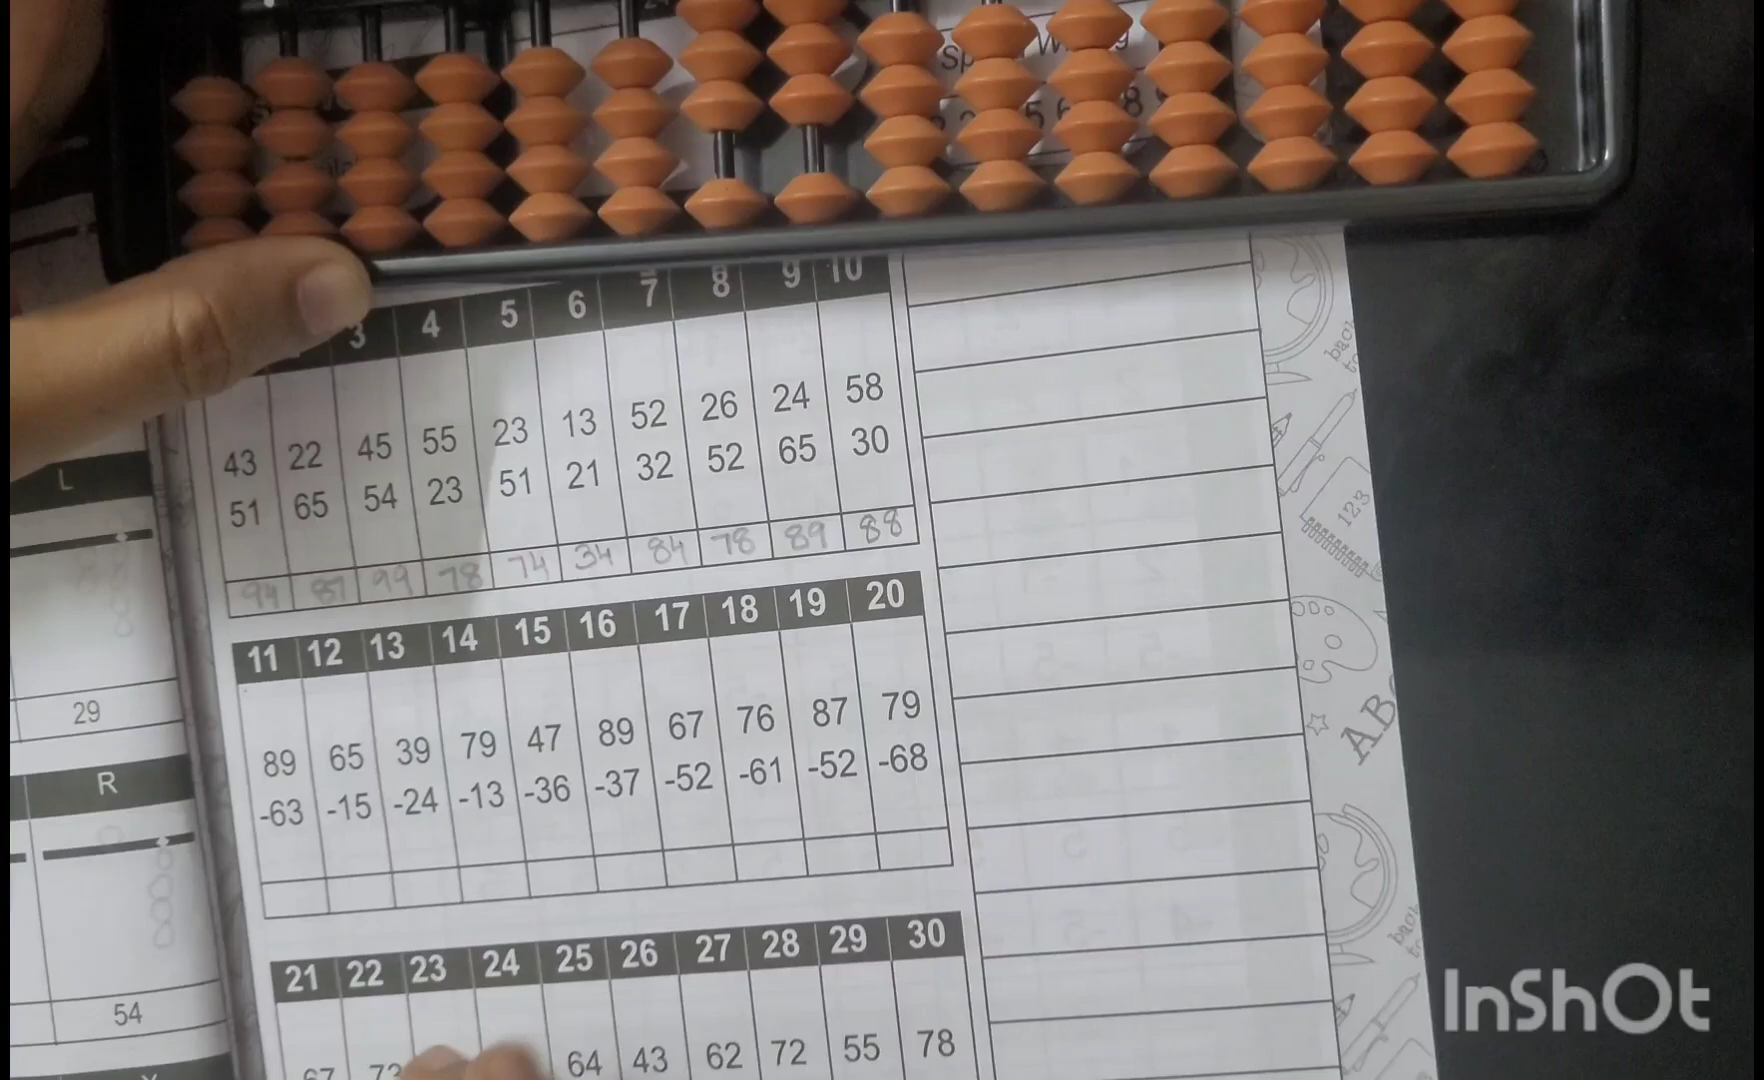 3 4 5 6 7 8 9 10
43 22 45 55 23 13 52 26 24 58
51 65 54 23 51 21 32 52 65 30
94 87 99 78 74 34 84 78 89 88
11 12 13 14 15 16 17 18 19 20
89 65 39 79 47 89 67 76 87 79
-63 -15 -24 -13 -36 -37 -52 -61 -52 -68
21 22 23 24 25 26 27 28 29 30
67 73 64 43 62 72 55 78
L
29
R
54
123
InShOt